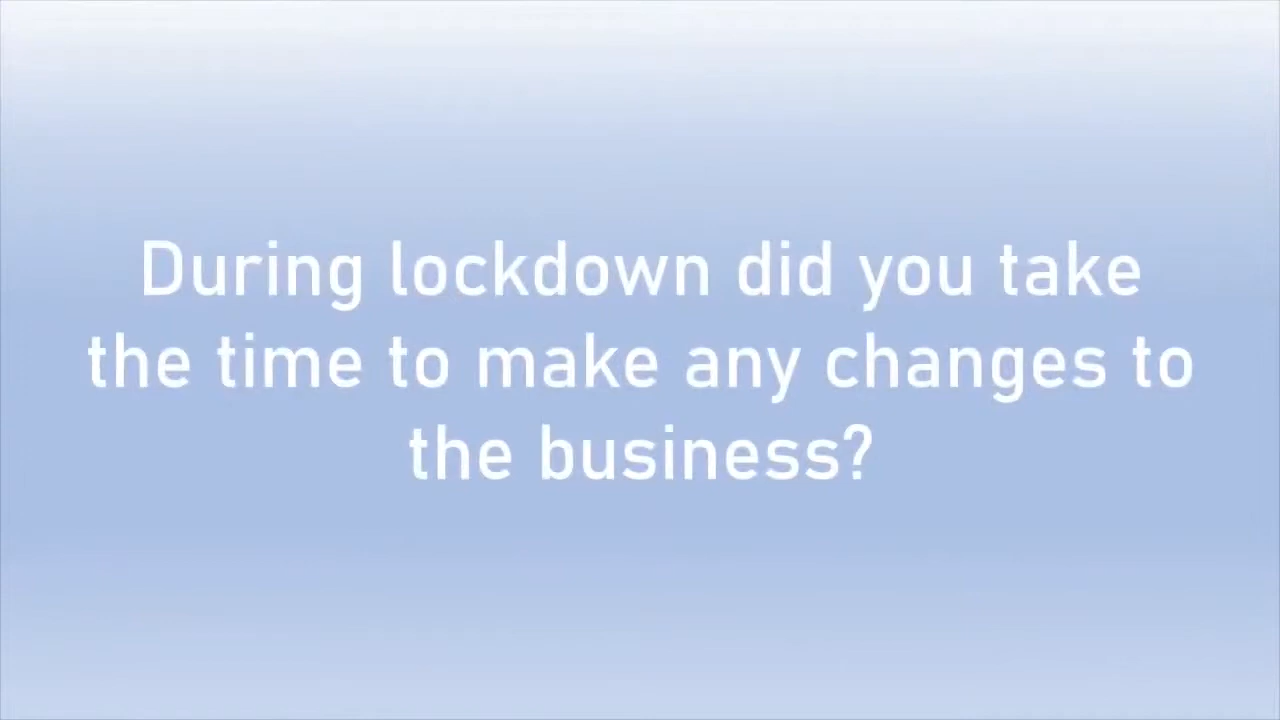 During lockdown did you take
the time to make any changes to
the business?